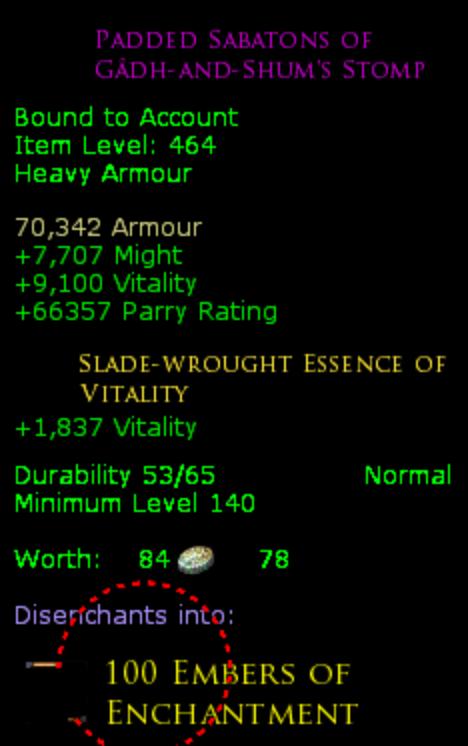 Padded Sabatons of
Gâdh-and-Shum's Stomp
Bound to Account
Item Level: 464
Heavy Armour
70,342 Armour
+7,707 Might
+9,100 Vitality
+66357 Parry Rating
Slade-wrought Essence of
Vitality
+1,837 Vitality
Durability 53/65 Normal
Minimum Level 140
Worth: 84 78
Disenchants into:
100 Embers of
Enchantment